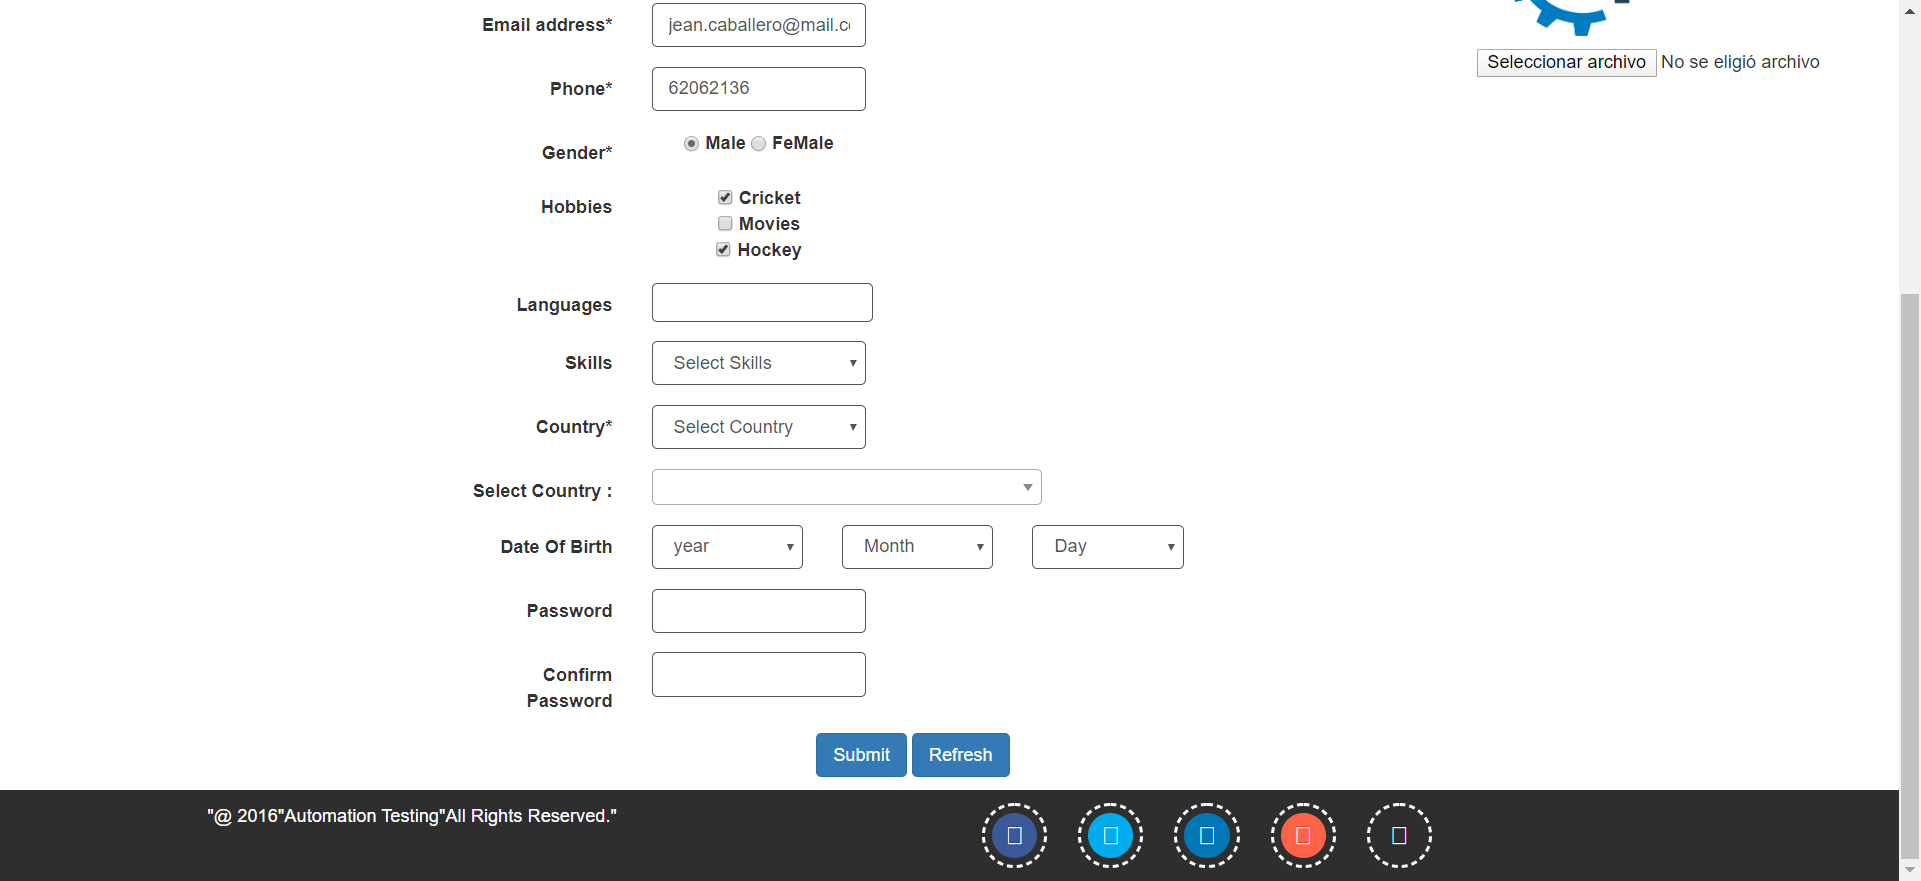 Email address* jean.caballero@mail.c
Seleccionar archivo No se eligió archivo
Phone* 62062136
Gender* Male FeMale
Hobbies Cricket
Movies
Hockey
Languages
Skills Select Skills
Country* Select Country
Select Country :
Date Of Birth year Month Day
Password
Confirm
Password
Submit Refresh
"@ 2016"Automation Testing"All Rights Reserved."